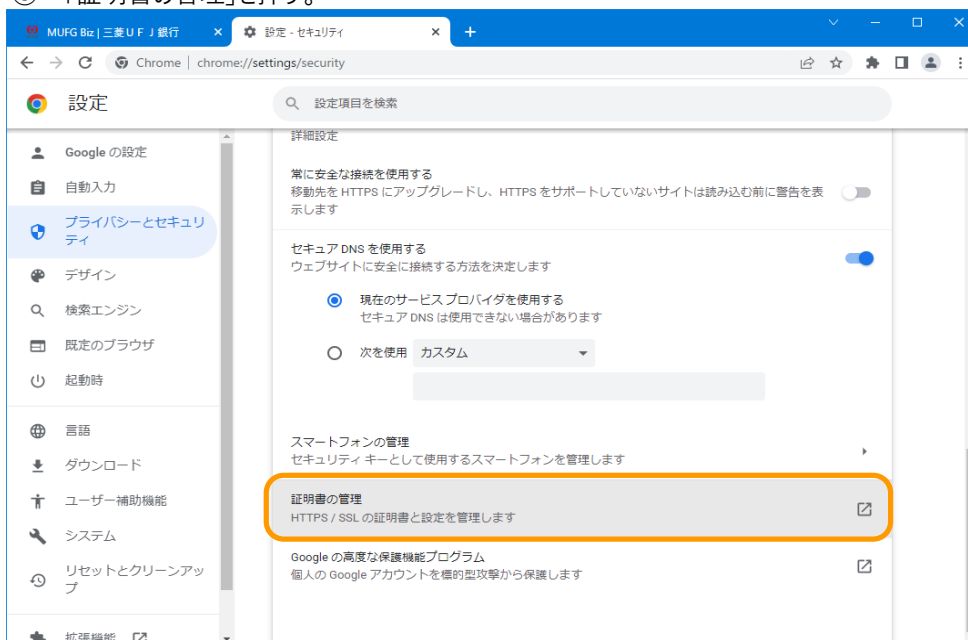 「証明書の管理」を押す。
MUFG Biz | 三菱ＵＦＪ銀行
設定 - セキュリティ
Chrome | chrome://settings/security
設定
設定項目を検索
Google の設定
自動入力
プライバシーとセキュリ
ティ
デザイン
検索エンジン
既定のブラウザ
起動時
言語
ダウンロード
ユーザー補助機能
システム
リセットとクリーンアッ
プ
拡張機能
詳細設定
常に安全な接続を使用する
移動先を HTTPS にアップグレードし、HTTPS をサポートしていないサイトは読み込む前に警告を表
示します
セキュア DNS を使用する
ウェブサイトに安全に接続する方法を決定します
現在のサービス プロバイダを使用する
セキュア DNS は使用できない場合があります
次を使用 カスタム
スマートフォンの管理
セキュリティ キーとして使用するスマートフォンを管理します
証明書の管理
HTTPS / SSL の証明書と設定を管理します
Google の高度な保護機能プログラム
個人の Google アカウントを標的型攻撃から保護します